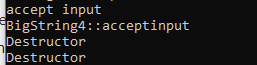 accept input
BigString4::acceptinput
Destructor
Destructor